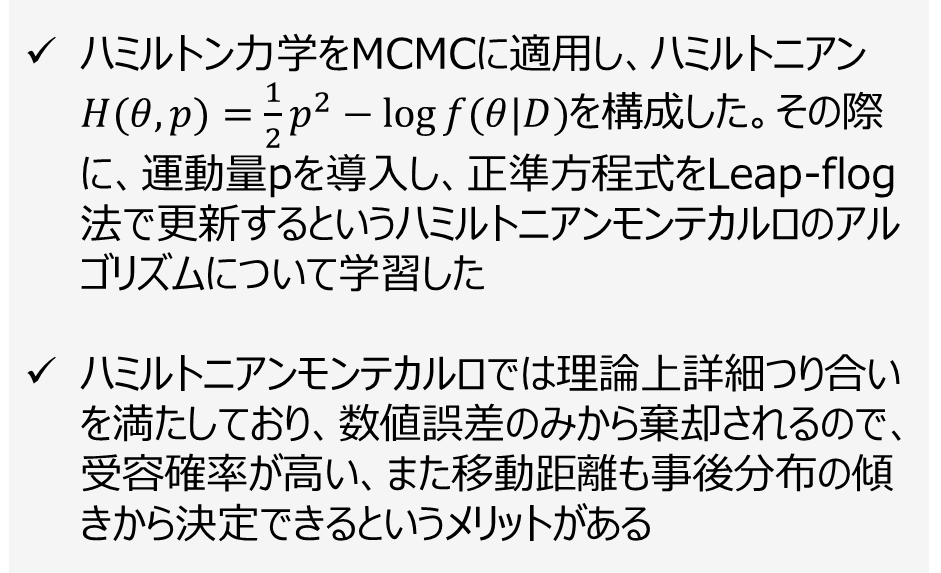 ✓ ハミルトン力学をMCMCに適用し、ハミルトニアン
H(θ,p) = 1/2 p² − log f(θ|D)を構成した。その際
に、運動量pを導入し、正準方程式をLeap-flog
法で更新するというハミルトニアンモンテカルロのアル
ゴリズムについて学習した
✓ ハミルトニアンモンテカルロでは理論上詳細つり合い
を満たしており、数値誤差のみから棄却されるので、
受容確率が高い、また移動距離も事後分布の傾
きから決定できるというメリットがある